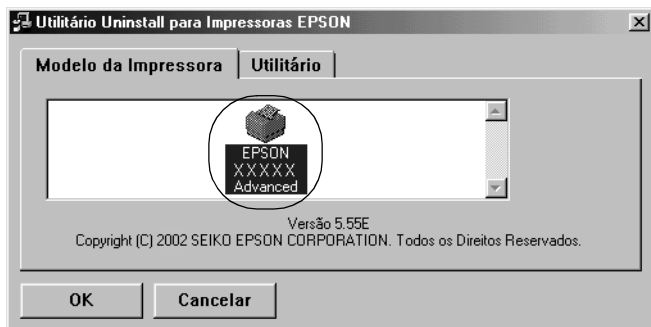 Utilitário Uninstall para Impressoras EPSON
Modelo da Impressora
Utilitário
EPSON
XXXXX
Advanced
Versão 5.55E
Copyright (C) 2002 SEIKO EPSON CORPORATION. Todos os Direitos Reservados.
OK
Cancelar